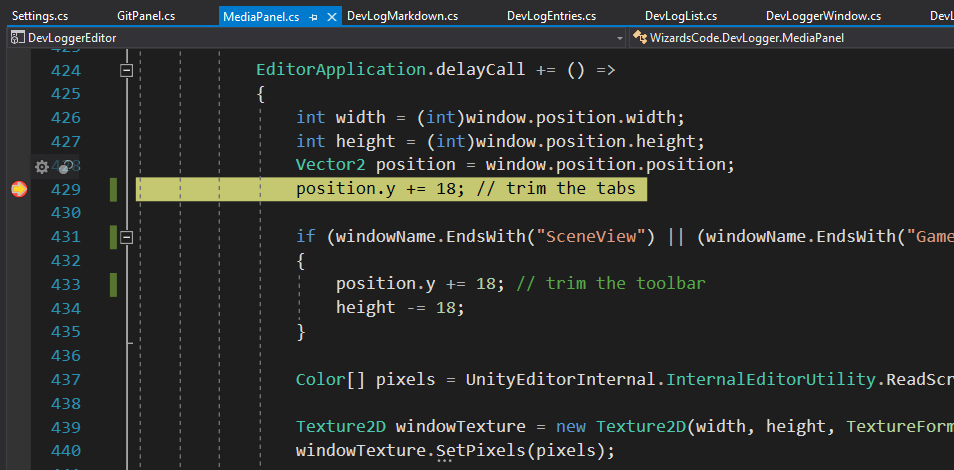 Settings.cs GitPanel.cs MediaPanel.cs DevLogMarkdown.cs DevLogEntries.cs DevLogList.cs DevLoggerWindow.cs DevL
DevLoggerEditor WizardsCode.DevLogger.MediaPanel
423
424 EditorApplication.delayCall += () =>
425 {
426 int width = (int)window.position.width;
427 int height = (int)window.position.height;
428 Vector2 position = window.position.position;
429 position.y += 18; // trim the tabs
430
431 if (windowName.EndsWith("SceneView") || (windowName.EndsWith("Game
432 {
433 position.y += 18; // trim the toolbar
434 height -= 18;
435 }
436
437 Color[] pixels = UnityEditorInternal.InternalEditorUtility.ReadScr
438
439 Texture2D windowTexture = new Texture2D(width, height, TextureForm
440 windowTexture.SetPixels(pixels);